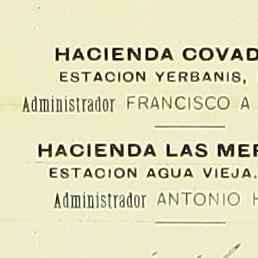 HACIENDA COVAD
ESTACION YERBANIS,
Administrador FRANCISCO A
HACIENDA LAS MER
ESTACION AGUA VIEJA.
Administrador ANTONIO H